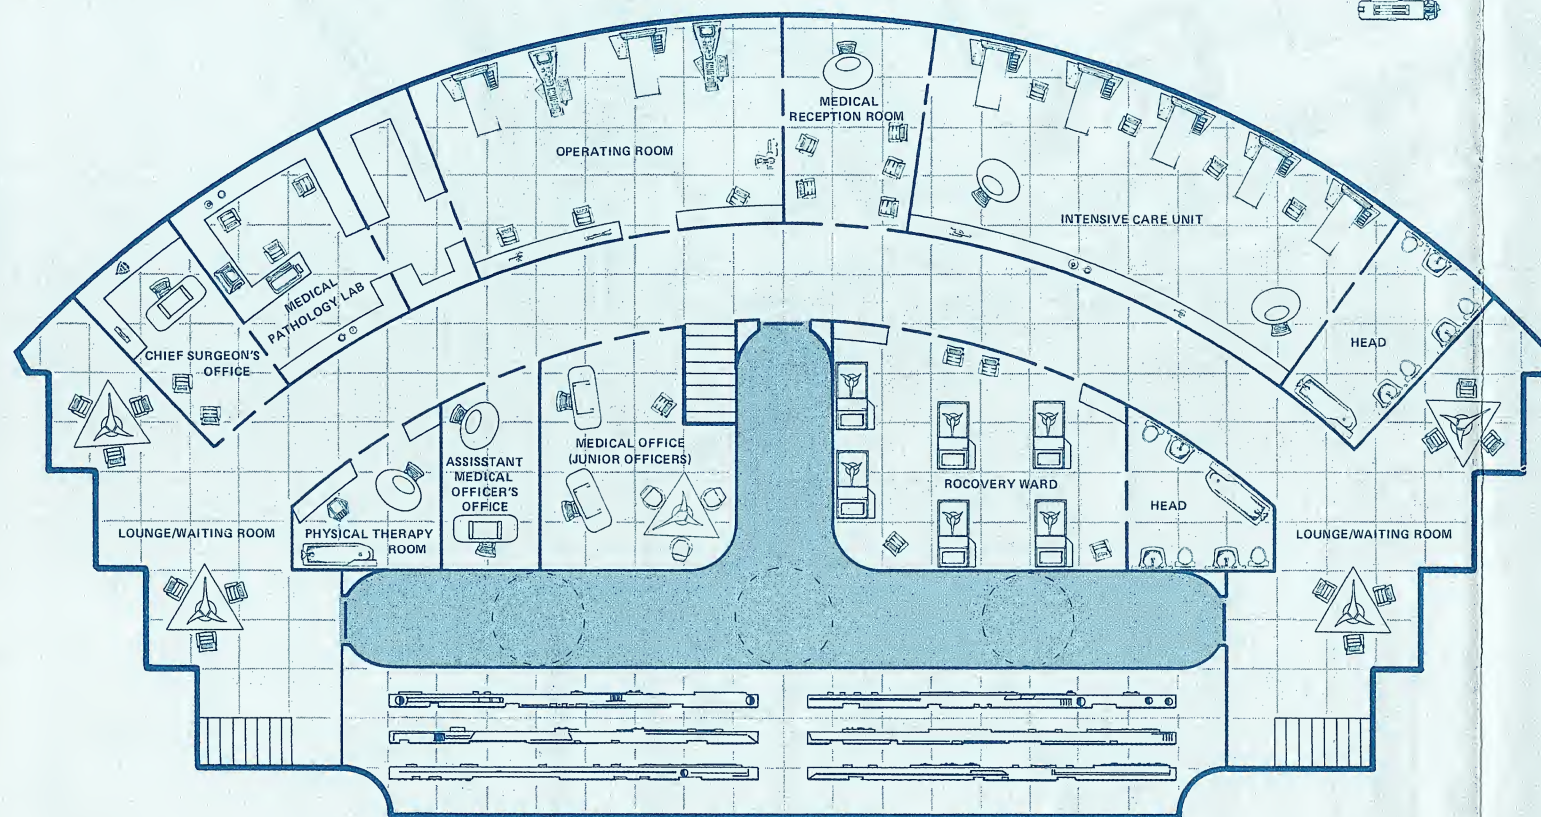 MEDICAL
RECEPTION ROOM
OPERATING ROOM
INTENSIVE CARE UNIT
MEDICAL
PATHOLOGY LAB
CHIEF SURGEON'S
OFFICE
HEAD
MEDICAL OFFICE
(JUNIOR OFFICERS)
ASSISSTANT
MEDICAL
OFFICER'S
OFFICE
ROCOVERY WARD
HEAD
LOUNGE/WAITING ROOM
PHYSICAL THERAPY
ROOM
LOUNGE/WAITING ROOM